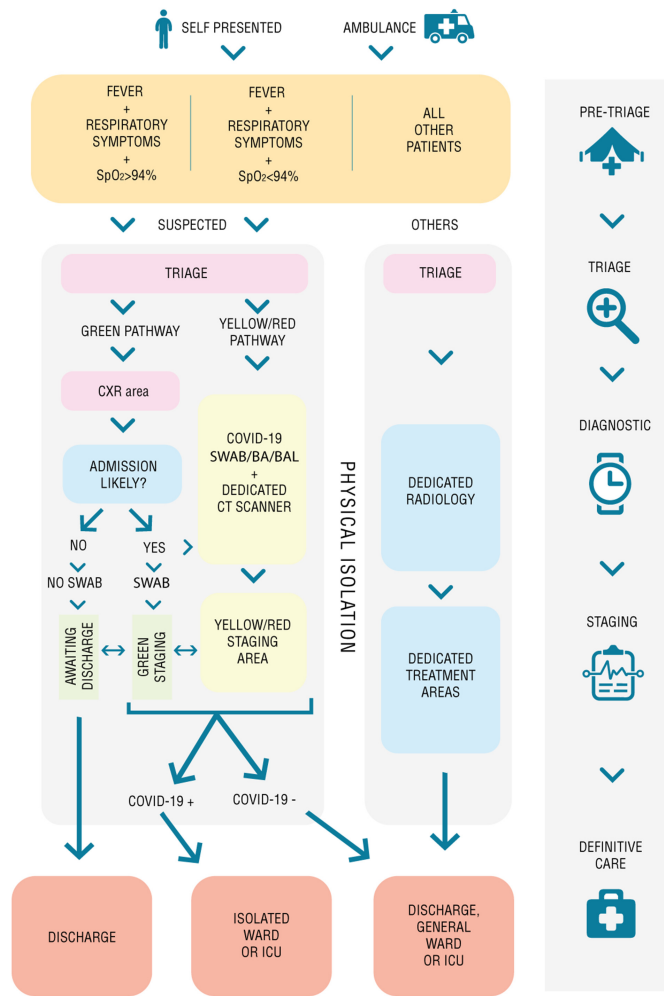 SELF PRESENTED
AMBULANCE
FEVER
+
RESPIRATORY
SYMPTOMS
+
SpO₂>94%
FEVER
+
RESPIRATORY
SYMPTOMS
+
SpO₂<94%
ALL
OTHER
PATIENTS
SUSPECTED
OTHERS
TRIAGE
GREEN PATHWAY
YELLOW/RED
PATHWAY
CXR area
ADMISSION
LIKELY?
NO
YES
NO SWAB
SWAB
AWAITING
DISCHARGE
GREEN
STAGING
COVID-19
SWAB/BA/BAL
+
DEDICATED
CT SCANNER
YELLOW/RED
STAGING
AREA
COVID-19 +
COVID-19 -
PHYSICAL ISOLATION
TRIAGE
DEDICATED
RADIOLOGY
DEDICATED
TREATMENT
AREAS
DISCHARGE
ISOLATED
WARD
OR ICU
DISCHARGE,
GENERAL
WARD
OR ICU
PRE-TRIAGE
TRIAGE
DIAGNOSTIC
STAGING
DEFINITIVE
CARE